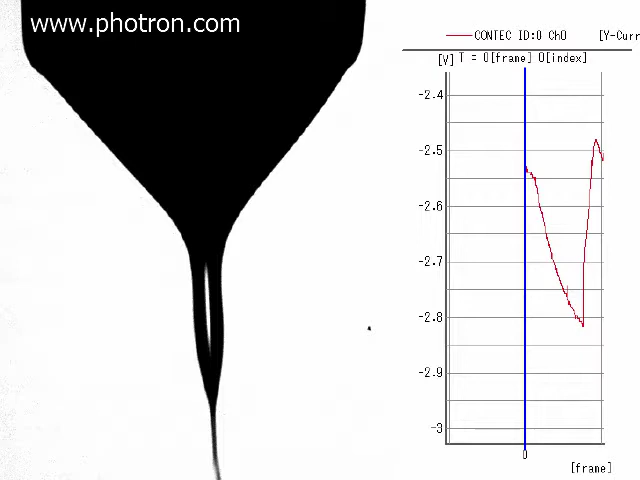 www.photron.com
CONTEC ID:0 Ch0 [Y-Curr
[V] T = 0[frame] 0[index]
-2.4
-2.5
-2.6
-2.7
-2.8
-2.9
-3
0
[frame]